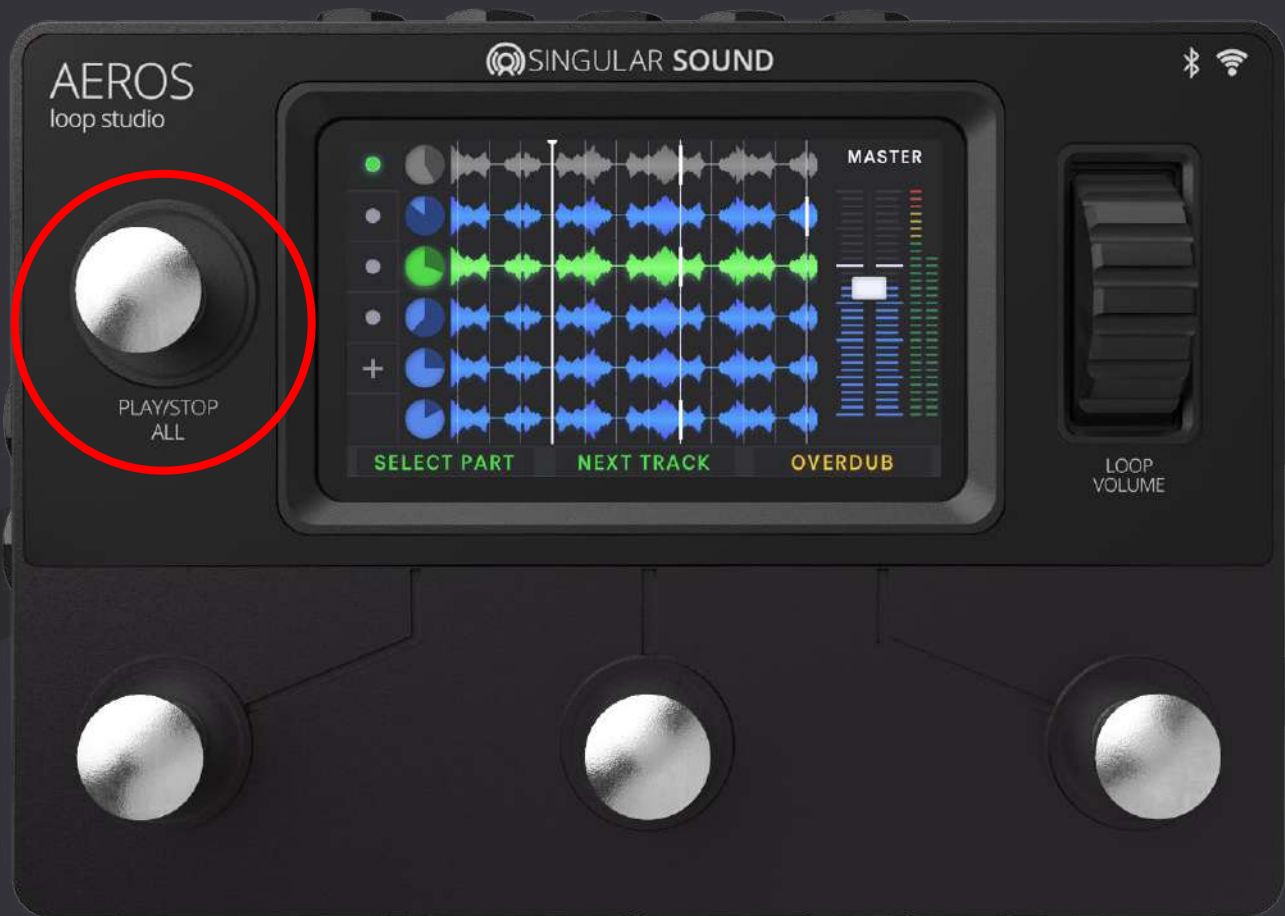 AEROS
loop studio
SINGULAR SOUND
MASTER
PLAY/STOP
ALL
SELECT PART
NEXT TRACK
OVERDUB
LOOP
VOLUME